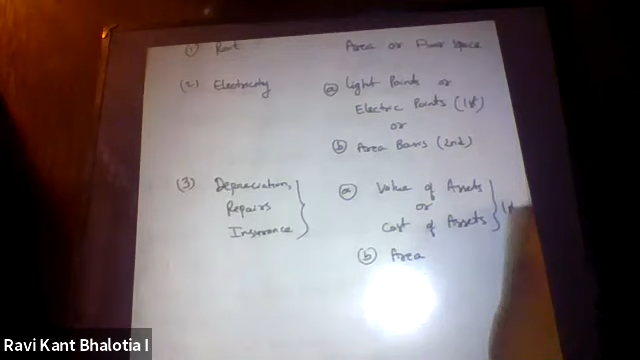 (1) Rent Area or Floor space
(2) Electricity (a) Light Points or
Electric Points (1st)
or
(b) Area Basis (2nd)
(3) Depreciation, (a) Value of Assets
Repairs or
Insurance Cost of Assets 1st
(b) Area
Ravi Kant Bhalotia I